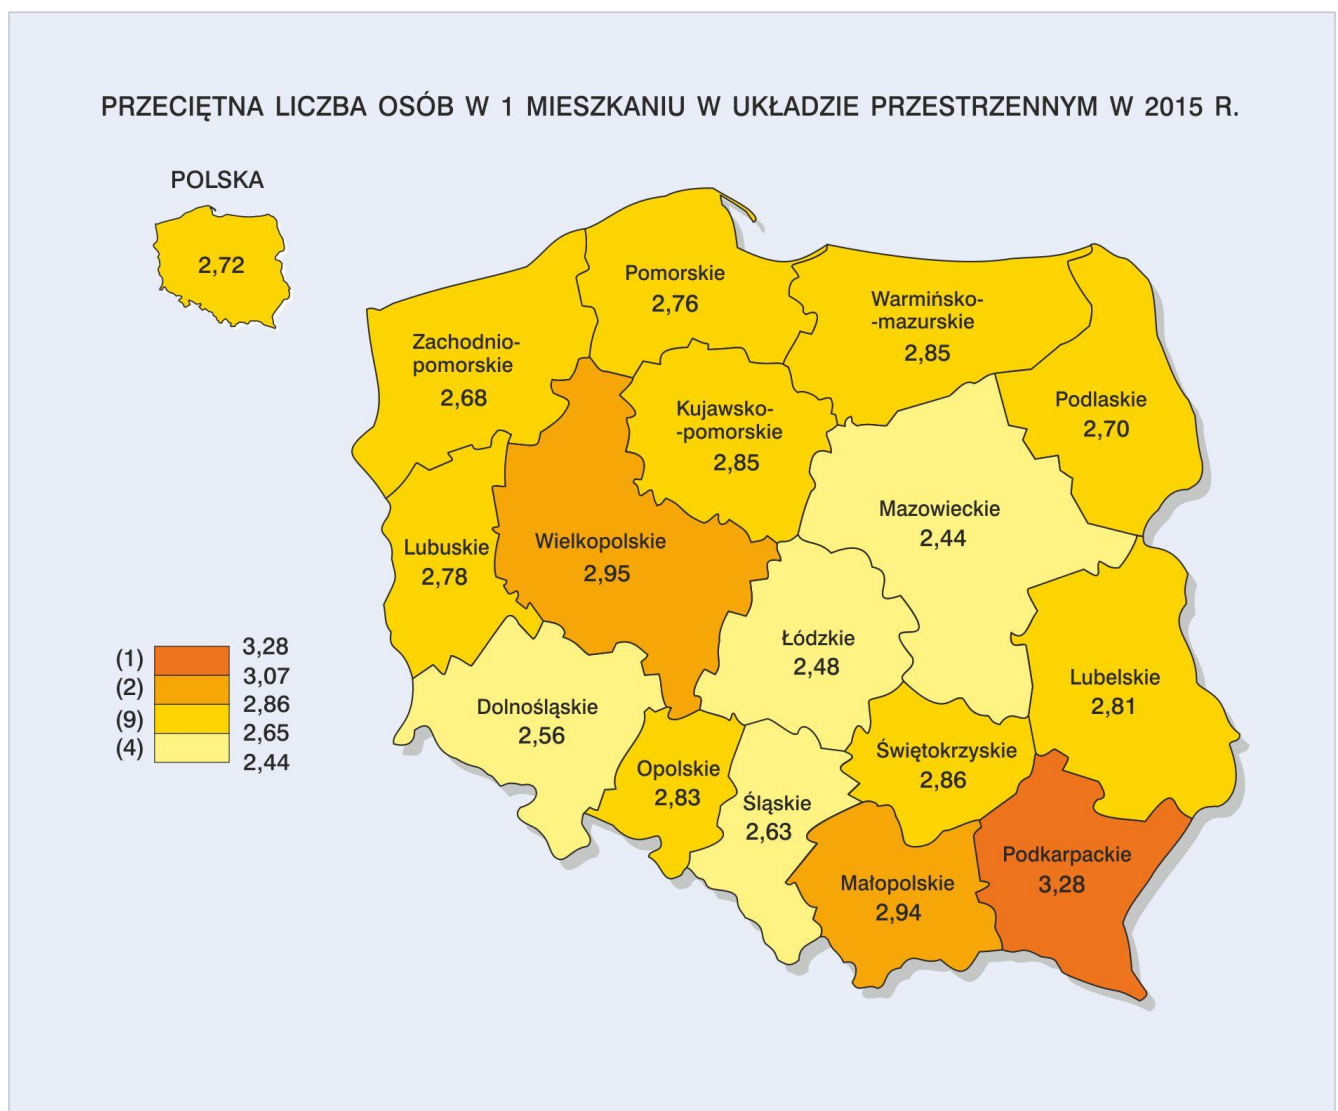 PRZECIĘTNA LICZBA OSÓB W 1 MIESZKANIU W UKŁADZIE PRZESTRZENNYM W 2015 R.
POLSKA
2,72
Pomorskie
2,76
Warmińsko-
-mazurskie
2,85
Zachodnio-
pomorskie
2,68
Kujawsko-
-pomorskie
2,85
Podlaskie
2,70
Mazowieckie
2,44
Lubuskie
2,78
Wielkopolskie
2,95
Łódzkie
2,48
Lubelskie
2,81
Dolnośląskie
2,56
Opolskie
2,83
Śląskie
2,63
Świętokrzyskie
2,86
Małopolskie
2,94
Podkarpackie
3,28
3,28
(1)
3,07
(2)
2,86
(9)
2,65
(4)
2,44